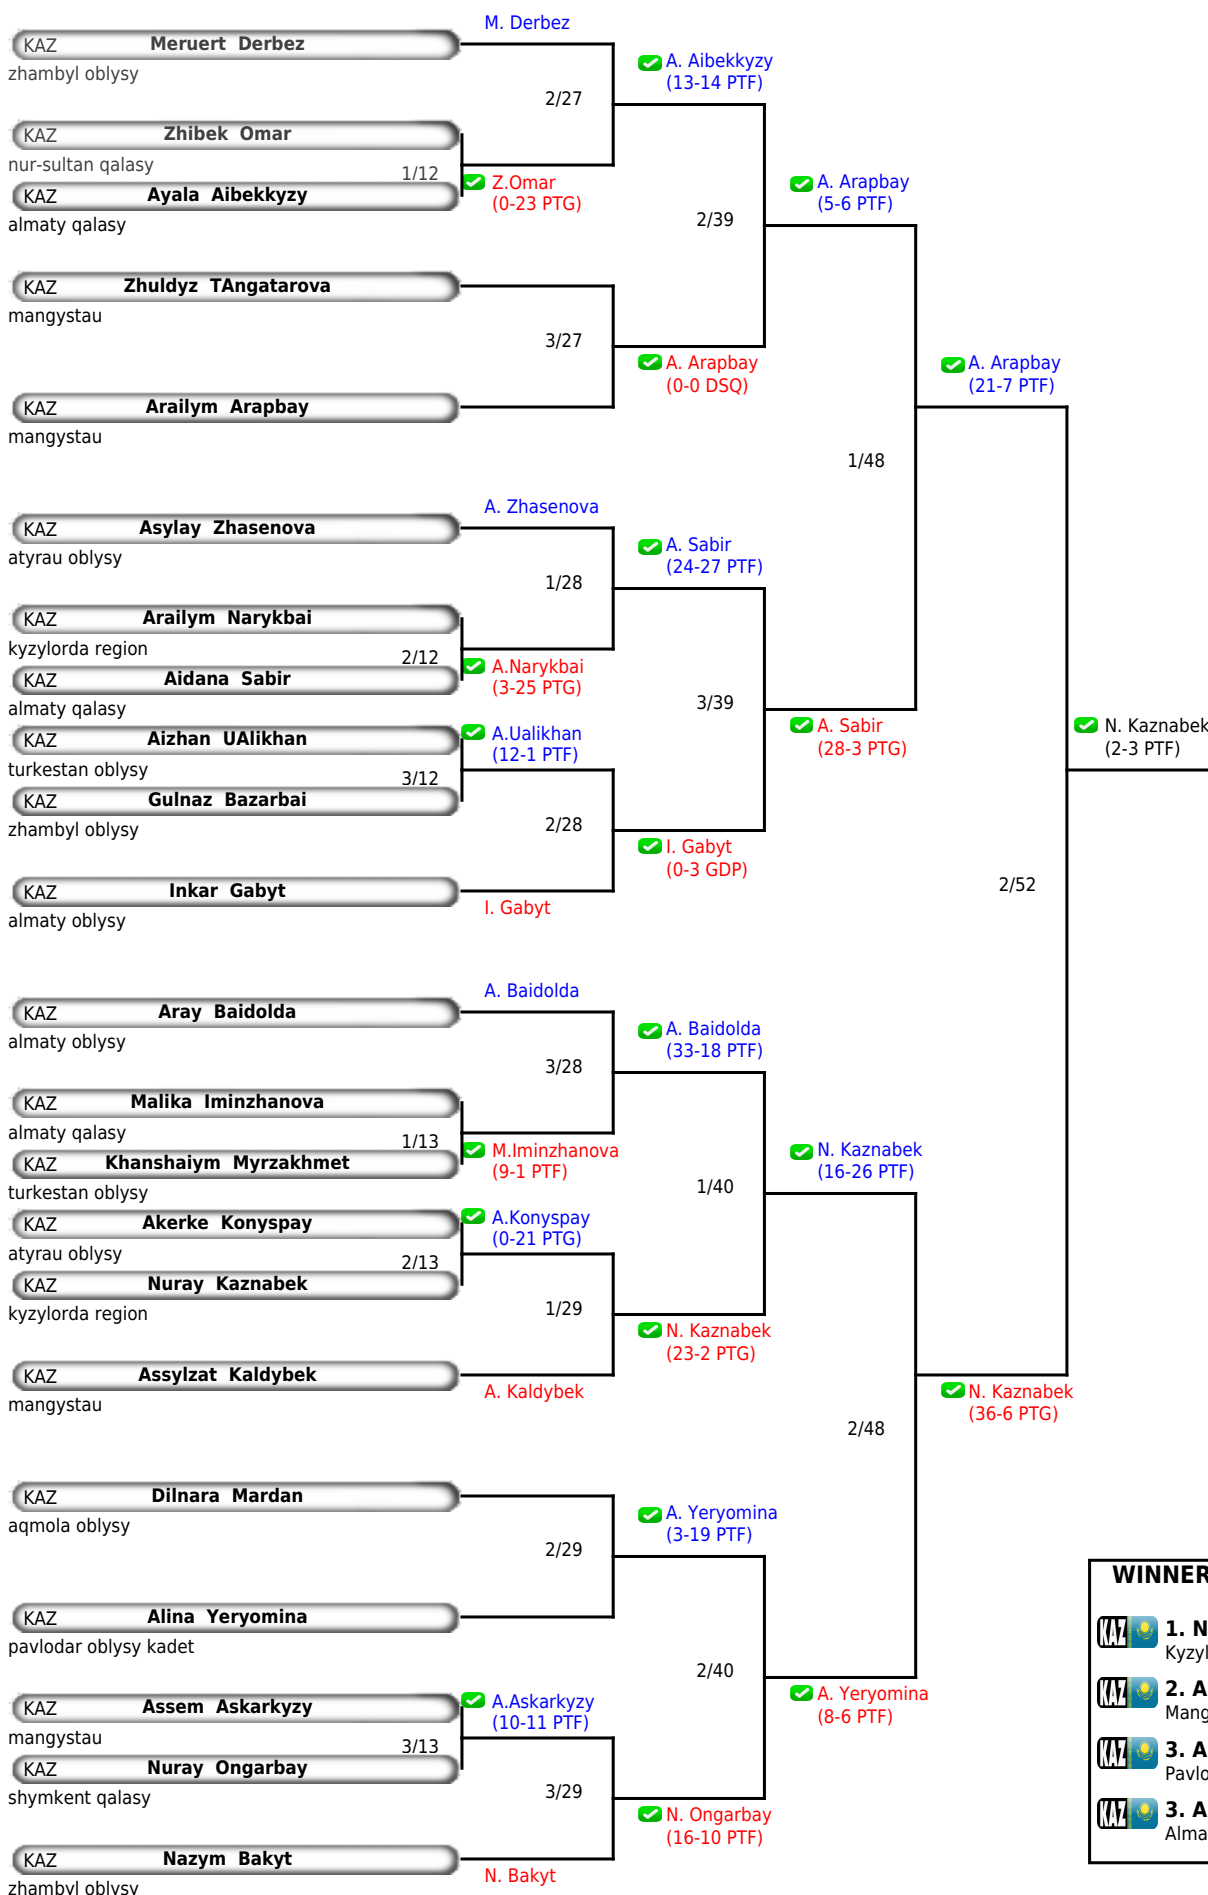 M. Derbez
KAZ Meruert Derbez
zhambyl oblysy
A. Aibekkyzy
(13-14 PTF)
2/27
KAZ Zhibek Omar
nur-sultan qalasy
1/12
Z.Omar
(0-23 PTG)
KAZ Ayala Aibekkyzy
almaty qalasy
A. Arapbay
(5-6 PTF)
2/39
KAZ Zhuldyz TAngatarova
mangystau
3/27
A. Arapbay
(0-0 DSQ)
A. Arapbay
(21-7 PTF)
KAZ Arailym Arapbay
mangystau
1/48
A. Zhasenova
KAZ Asylay Zhasenova
atyrau oblysy
A. Sabir
(24-27 PTF)
1/28
KAZ Arailym Narykbai
kyzylorda region
2/12
A.Narykbai
(3-25 PTG)
KAZ Aidana Sabir
almaty qalasy
3/39
A. Sabir
(28-3 PTG)
N. Kaznabek
(2-3 PTF)
KAZ Aizhan UAlikhan
A.Ualikhan
(12-1 PTF)
turkestan oblysy
3/12
KAZ Gulnaz Bazarbai
zhambyl oblysy
2/28
I. Gabyt
(0-3 GDP)
KAZ Inkar Gabyt
I. Gabyt
almaty oblysy
2/52
A. Baidolda
KAZ Aray Baidolda
almaty oblysy
A. Baidolda
(33-18 PTF)
3/28
KAZ Malika Iminzhanova
almaty qalasy
1/13
M.Iminzhanova
(9-1 PTF)
KAZ Khanshaiym Myrzakhmet
turkestan oblysy
N. Kaznabek
(16-26 PTF)
1/40
KAZ Akerke Konyspay
A.Konyspay
(0-21 PTG)
atyrau oblysy
2/13
KAZ Nuray Kaznabek
kyzylorda region
1/29
N. Kaznabek
(23-2 PTG)
KAZ Assylzat Kaldybek
A. Kaldybek
mangystau
N. Kaznabek
(36-6 PTG)
2/48
KAZ Dilnara Mardan
aqmola oblysy
A. Yeryomina
(3-19 PTF)
2/29
KAZ Alina Yeryomina
pavlodar oblysy kadet
2/40
A. Yeryomina
(8-6 PTF)
KAZ Assem Askarkyzy
A.Askarkyzy
(10-11 PTF)
mangystau
3/13
KAZ Nuray Ongarbay
shymkent qalasy
3/29
N. Ongarbay
(16-10 PTF)
KAZ Nazym Bakyt
N. Bakyt
zhambyl oblysy
WINNER
KAZ 1. N
Kyzyl
KAZ 2. A
Mang
KAZ 3. A
Pavlo
KAZ 3. A
Alma